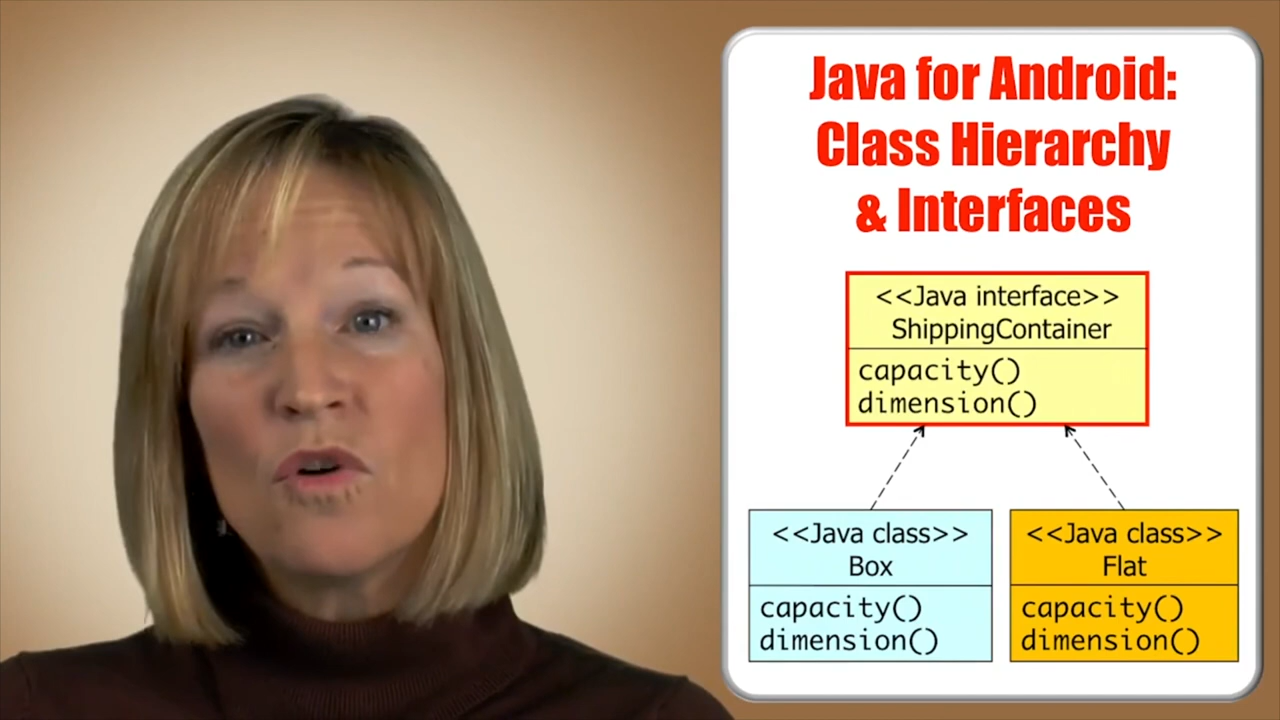 Java for Android:
Class Hierarchy
& Interfaces
<<Java interface>>
ShippingContainer
capacity()
dimension()
<<Java class>>
Box
capacity()
dimension()
<<Java class>>
Flat
capacity()
dimension()